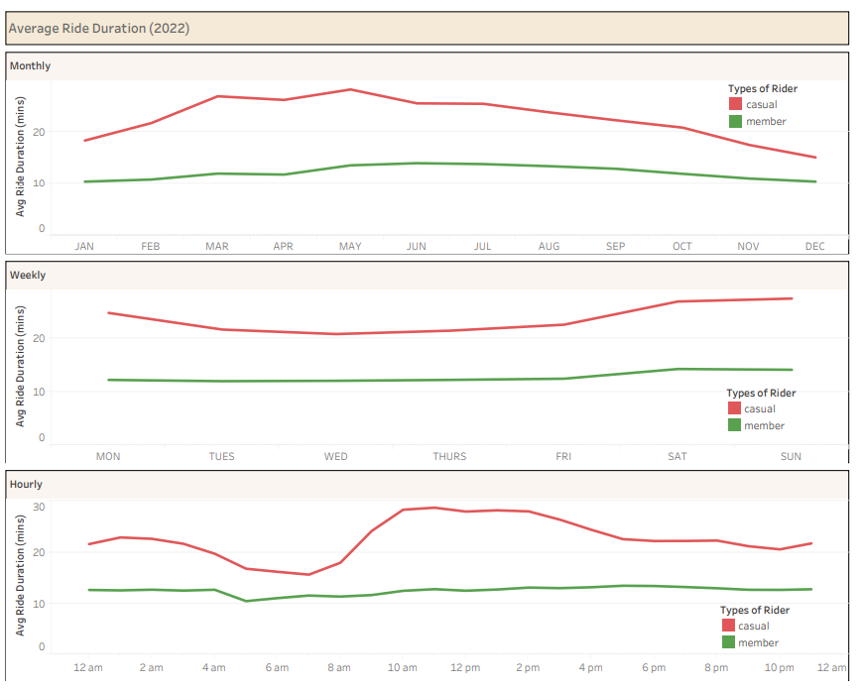 Average Ride Duration (2022)
Monthly
Avg Ride Duration (mins)
20
10
0
Types of Rider
casual
member
JAN FEB MAR APR MAY JUN JUL AUG SEP OCT NOV DEC
Weekly
Avg Ride Duration (mins)
20
10
0
Types of Rider
casual
member
MON TUES WED THURS FRI SAT SUN
Hourly
Avg Ride Duration (mins)
30
20
10
0
Types of Rider
casual
member
12 am 2 am 4 am 6 am 8 am 10 am 12 pm 2 pm 4 pm 6 pm 8 pm 10 pm 12 am